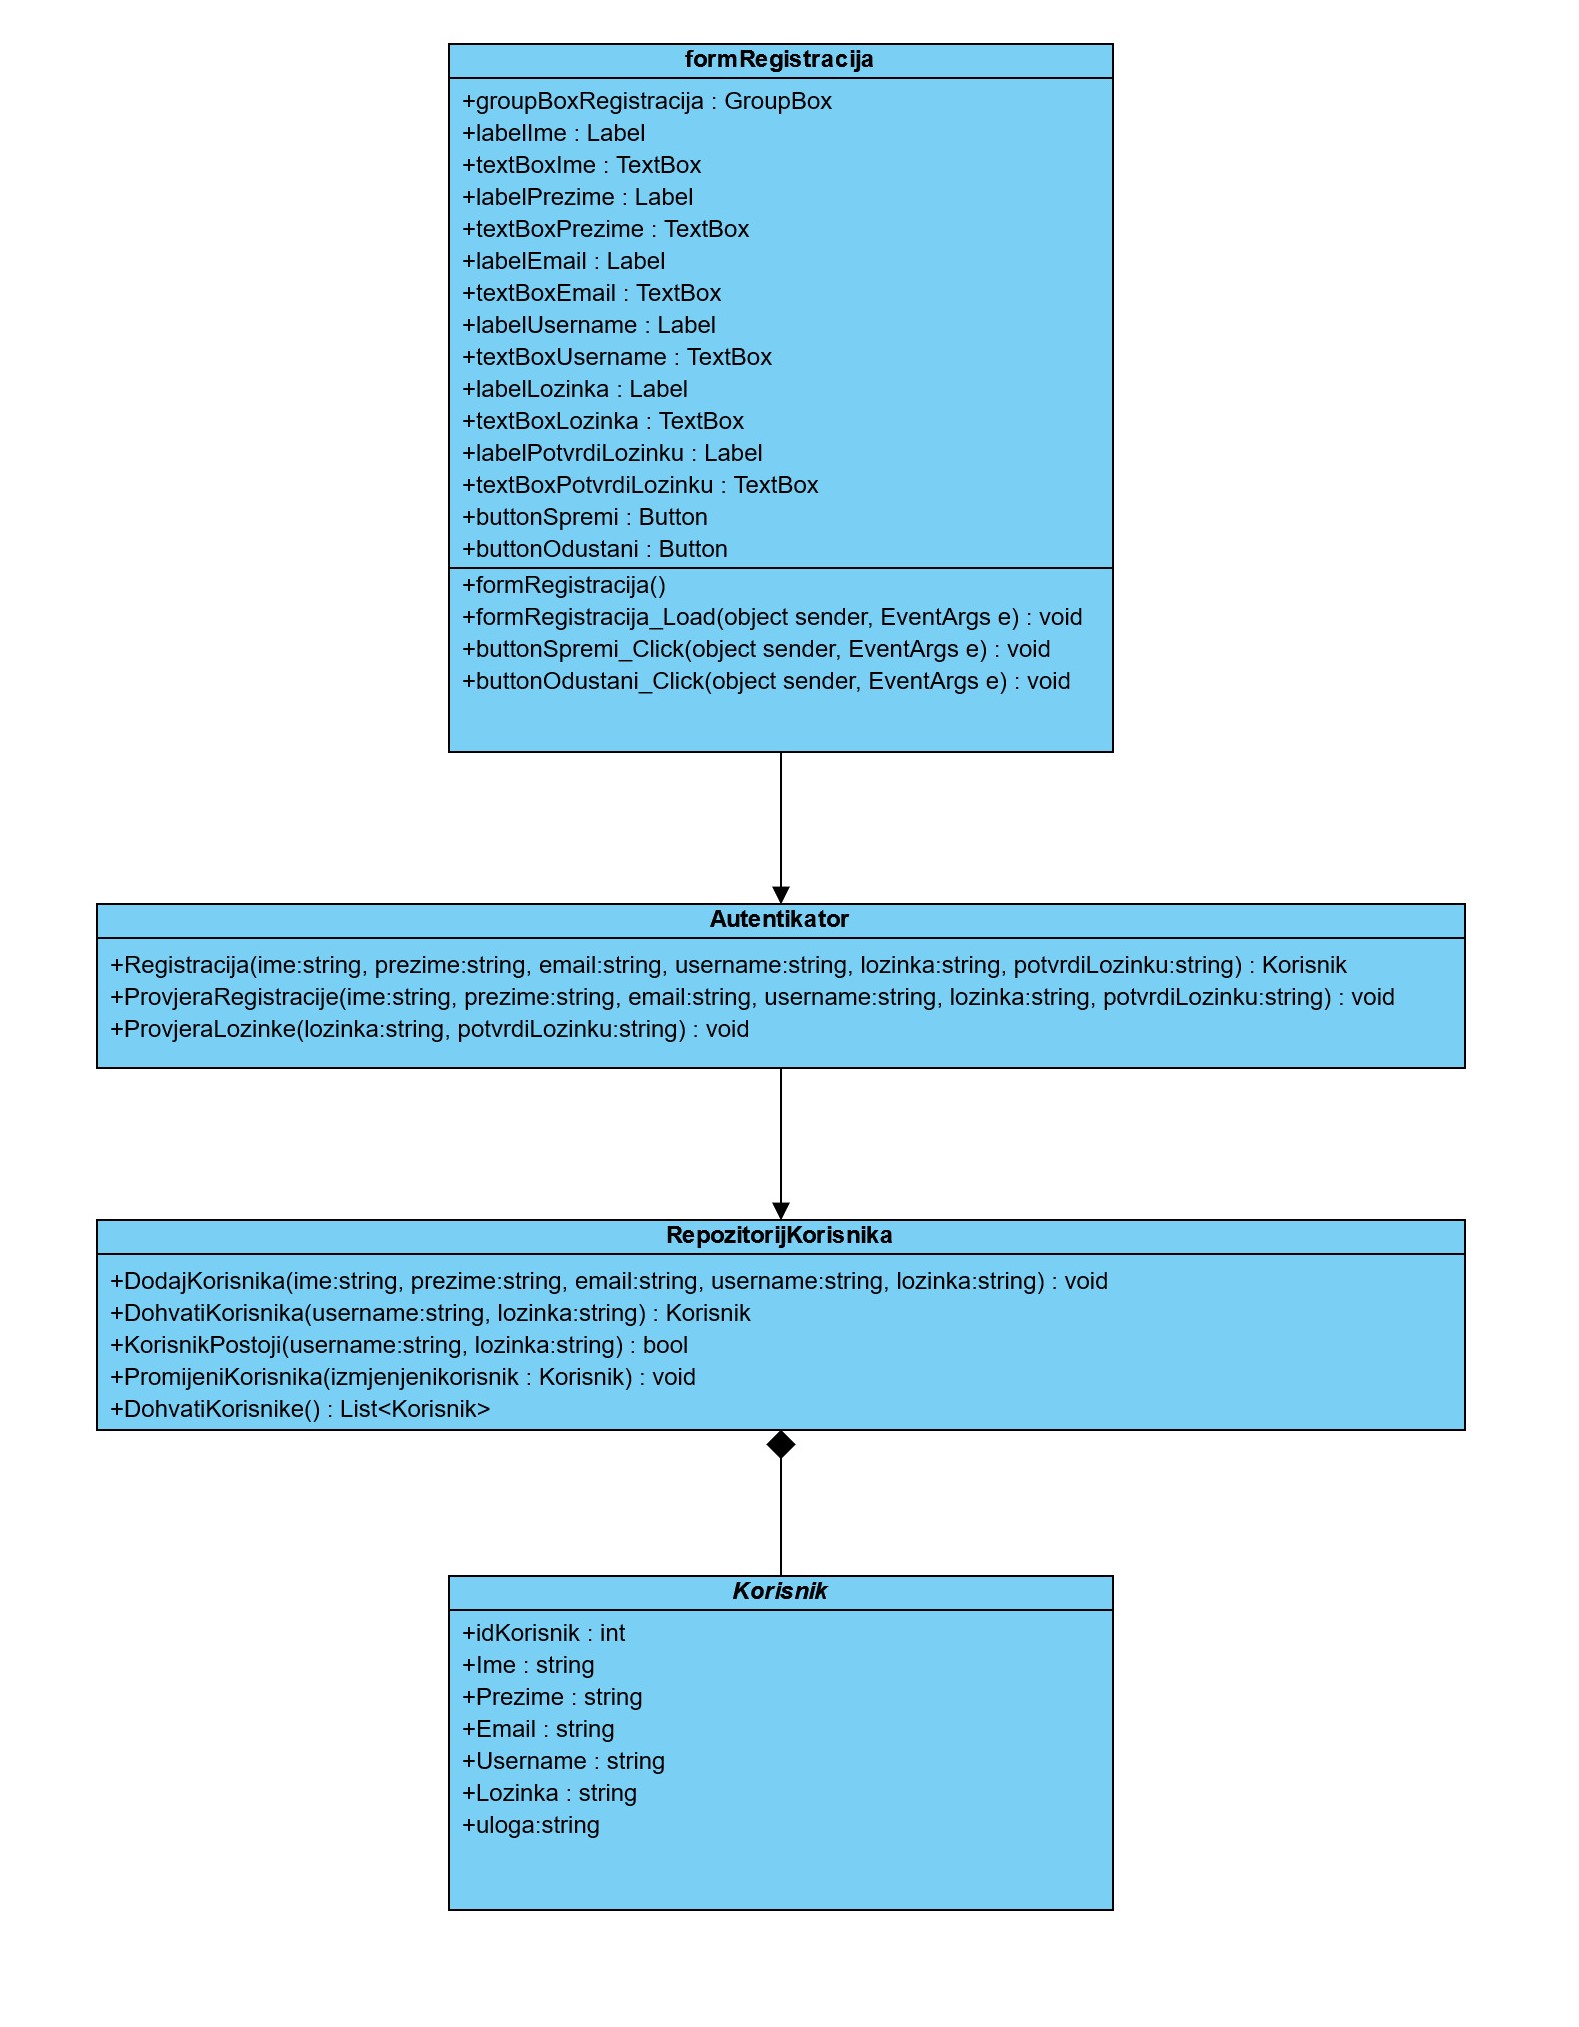 formRegistracija
+groupBoxRegistracija : GroupBox
+labelIme : Label
+textBoxIme : TextBox
+labelPrezime : Label
+textBoxPrezime : TextBox
+labelEmail : Label
+textBoxEmail : TextBox
+labelUsername : Label
+textBoxUsername : TextBox
+labelLozinka : Label
+textBoxLozinka : TextBox
+labelPotvrdiLozinku : Label
+textBoxPotvrdiLozinku : TextBox
+buttonSpremi : Button
+buttonOdustani : Button
+formRegistracija()
+formRegistracija_Load(object sender, EventArgs e) : void
+buttonSpremi_Click(object sender, EventArgs e) : void
+buttonOdustani_Click(object sender, EventArgs e) : void
Autentikator
+Registracija(ime:string, prezime:string, email:string, username:string, lozinka:string, potvrdiLozinku:string) : Korisnik
+ProvjeraRegistracije(ime:string, prezime:string, email:string, username:string, lozinka:string, potvrdiLozinku:string) : void
+ProvjeraLozinke(lozinka:string, potvrdiLozinku:string) : void
RepozitorijKorisnika
+DodajKorisnika(ime:string, prezime:string, email:string, username:string, lozinka:string) : void
+DohvatiKorisnika(username:string, lozinka:string) : Korisnik
+KorisnikPostoji(username:string, lozinka:string) : bool
+PromijeniKorisnika(izmjenjenikorisnik : Korisnik) : void
+DohvatiKorisnike() : List<Korisnik>
Korisnik
+idKorisnik : int
+Ime : string
+Prezime : string
+Email : string
+Username : string
+Lozinka : string
+uloga:string